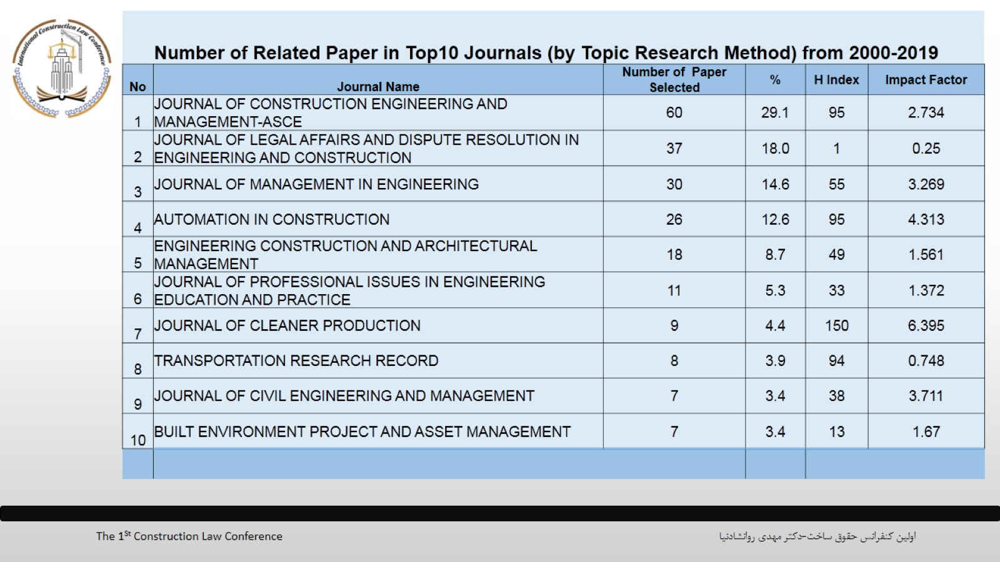 International Construction Law Conference
Number of Related Paper in Top10 Journals (by Topic Research Method) from 2000-2019
No Journal Name Number of Paper Selected % H Index Impact Factor
1 JOURNAL OF CONSTRUCTION ENGINEERING AND MANAGEMENT-ASCE 60 29.1 95 2.734
2 JOURNAL OF LEGAL AFFAIRS AND DISPUTE RESOLUTION IN ENGINEERING AND CONSTRUCTION 37 18.0 1 0.25
3 JOURNAL OF MANAGEMENT IN ENGINEERING 30 14.6 55 3.269
4 AUTOMATION IN CONSTRUCTION 26 12.6 95 4.313
5 ENGINEERING CONSTRUCTION AND ARCHITECTURAL MANAGEMENT 18 8.7 49 1.561
6 JOURNAL OF PROFESSIONAL ISSUES IN ENGINEERING EDUCATION AND PRACTICE 11 5.3 33 1.372
7 JOURNAL OF CLEANER PRODUCTION 9 4.4 150 6.395
8 TRANSPORTATION RESEARCH RECORD 8 3.9 94 0.748
9 JOURNAL OF CIVIL ENGINEERING AND MANAGEMENT 7 3.4 38 3.711
10 BUILT ENVIRONMENT PROJECT AND ASSET MANAGEMENT 7 3.4 13 1.67
The 1St Construction Law Conference
اولین کنفرانس حقوق ساخت-دکتر مهدی روانشادنیا